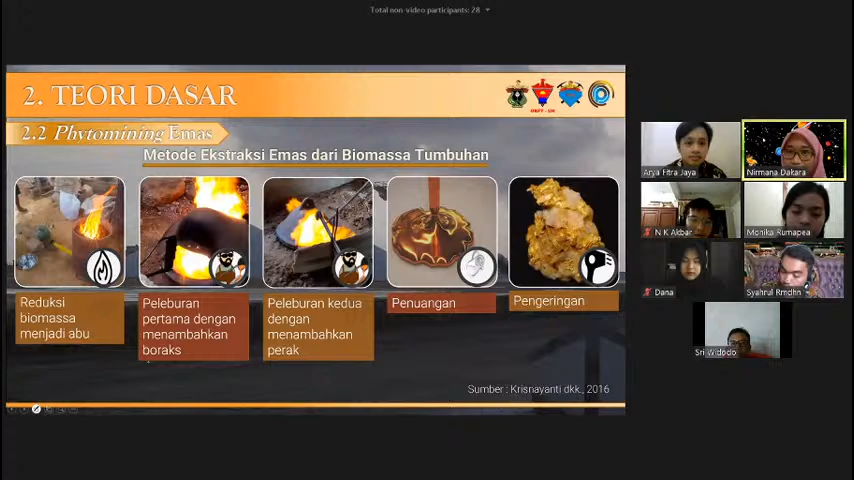 Total non-video participants: 28
2. TEORI DASAR
2.2 Phytomining Emas
Metode Ekstraksi Emas dari Biomassa Tumbuhan
Reduksi
biomassa
menjadi abu
Peleburan
pertama dengan
menambahkan
boraks
Peleburan kedua
dengan
menambahkan
perak
Penuangan
Pengeringan
Sumber : Krisnayanti dkk., 2016
Arya Fitra Jaya
Nirmana Dakara
N K Akbar
Monika Rumapea
Dana
Syahrul Rmdhn
Sri Widodo